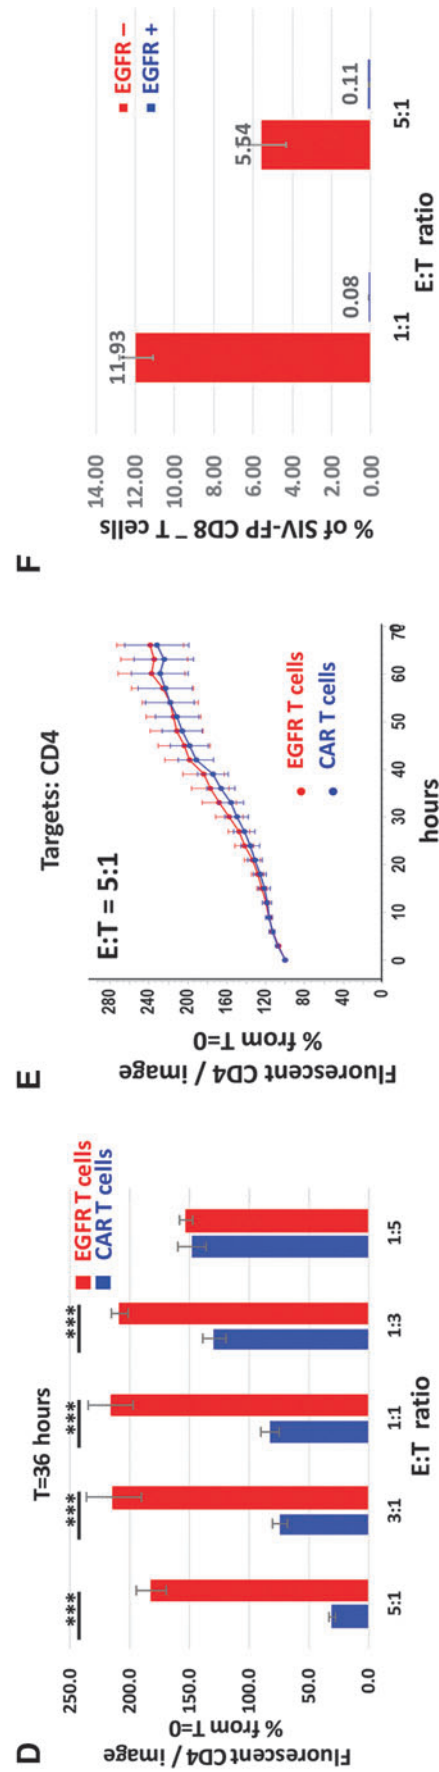 D
T=36 hours
EGFR T cells
CAR T cells
***
***
***
***
Fluorescent CD4 / image
% from T=0
250.0
200.0
150.0
100.0
50.0
0.0
5:1
3:1
1:1
1:3
1:5
E:T ratio
E
Targets: CD4
E:T = 5:1
Fluorescent CD4 / image
% from T=0
280
240
200
160
120
80
40
0
0
10
20
30
40
50
60
70
EGFR T cells
CAR T cells
hours
F
EGFR −
EGFR +
% of SIV-FP CD8⁻ T cells
14.00
12.00
10.00
8.00
6.00
4.00
2.00
0.00
11.93
0.08
5.54
0.11
1:1
5:1
E:T ratio